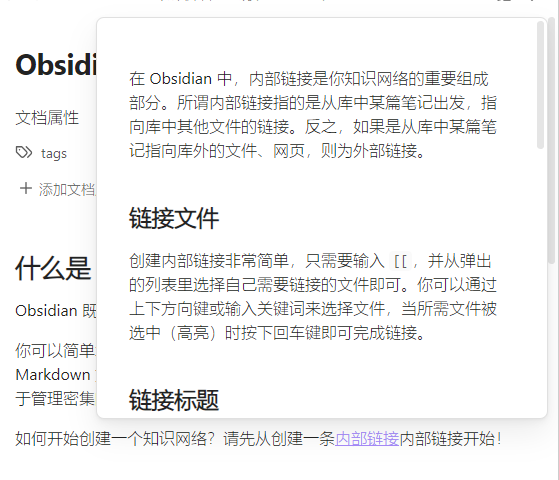 Obsidi
文档属性
tags
添加文档
什么是
Obsidian 既
你可以简单
Markdown
于管理密集
如何开始创建一个知识网络？请先从创建一条内部链接内部链接开始！
在 Obsidian 中，内部链接是你知识网络的重要组成
部分。所谓内部链接指的是从库中某篇笔记出发，指
向库中其他文件的链接。反之，如果是从库中某篇笔
记指向库外的文件、网页，则为外部链接。
链接文件
创建内部链接非常简单，只需要输入 [[ ，并从弹出
的列表里选择自己需要链接的文件即可。你可以通过
上下方向键或输入关键词来选择文件，当所需文件被
选中（高亮）时按下回车键即可完成链接。
链接标题